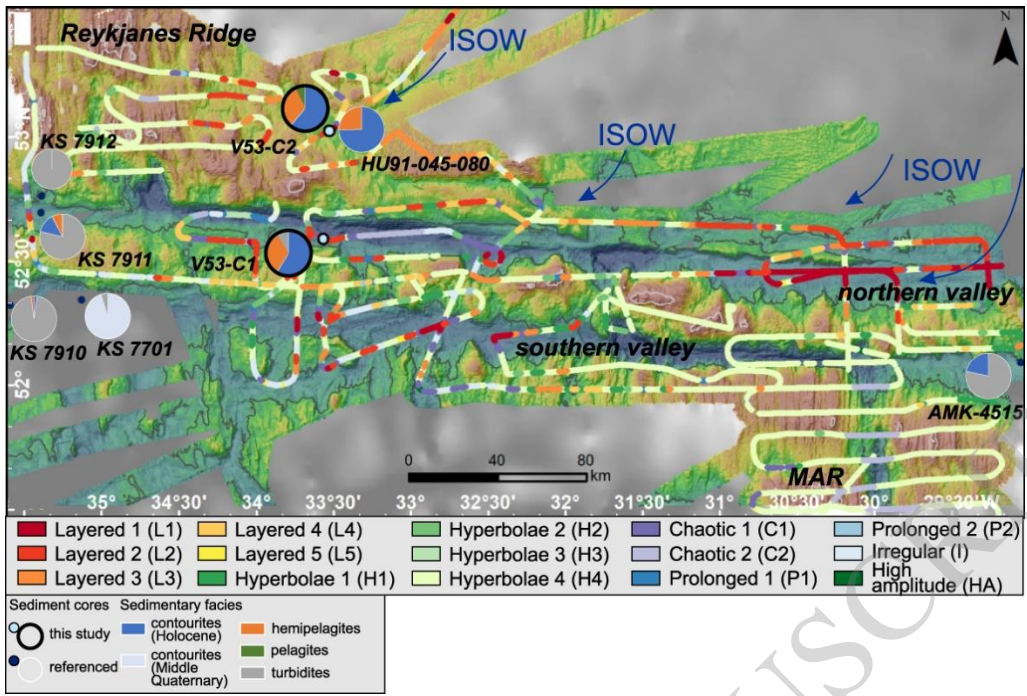 Reykjanes Ridge
ISOW
N
53°N
KS 7912
V53-C2
HU91-045-080
ISOW
ISOW
52°30'
KS 7911
V53-C1
northern valley
KS 7910
KS 7701
southern valley
52°
AMK-4515
0 40 80
km
MAR
35° 34°30' 34° 33°30' 33° 32°30' 32° 31°30' 31° 30°30' 30° 29°30'W
Layered 1 (L1) Layered 4 (L4) Hyperbolae 2 (H2) Chaotic 1 (C1) Prolonged 2 (P2)
Layered 2 (L2) Layered 5 (L5) Hyperbolae 3 (H3) Chaotic 2 (C2) Irregular (I)
Layered 3 (L3) Hyperbolae 1 (H1) Hyperbolae 4 (H4) Prolonged 1 (P1) High
amplitude (HA)
Sediment cores Sedimentary facies
this study contourites hemipelagites
(Holocene)
referenced contourites pelagites
(Middle turbidites
Quaternary)
USCR